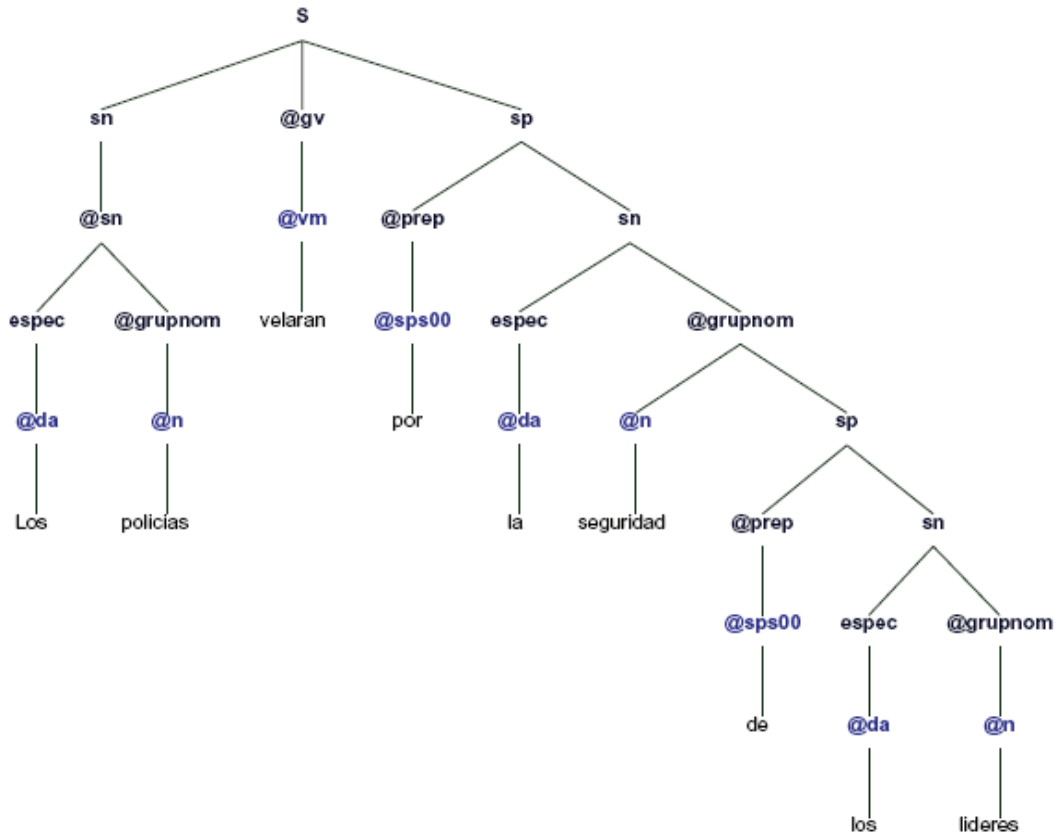 S
sn @gv sp
@sn @vm @prep sn
espec @grupnom velaran @sps00 espec @grupnom
@da @n por @da @n sp
Los policias la seguridad @prep sn
@sps00 espec @grupnom
de @da @n
los lideres